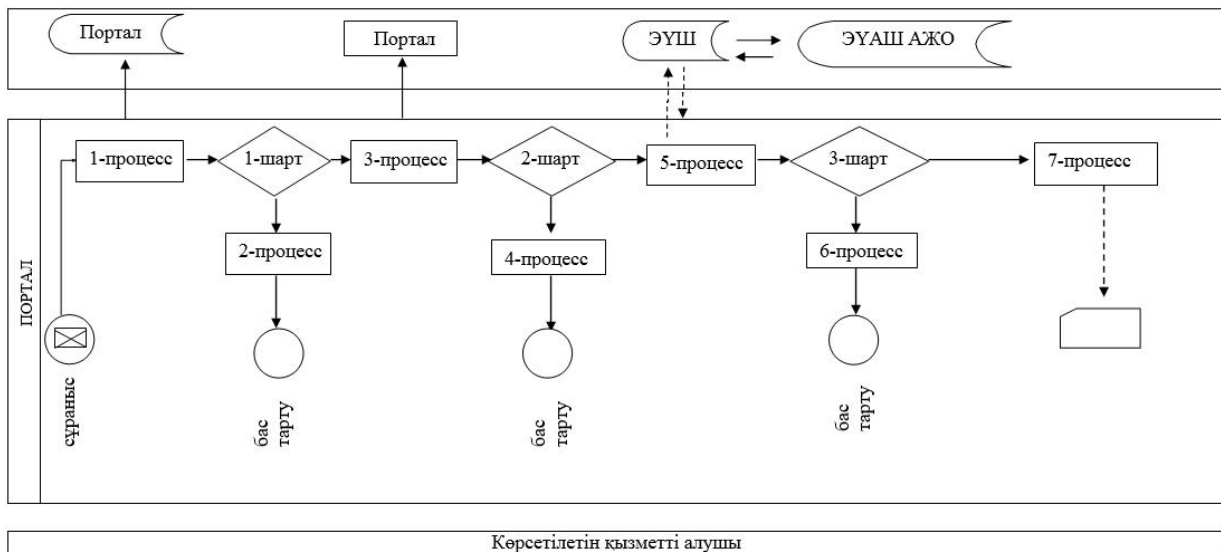 Портал
Портал
ЭҮШ
ЭҮАШ АЖО
1-процесс
1-шарт
3-процесс
2-шарт
5-процесс
3-шарт
7-процесс
2-процесс
4-процесс
6-процесс
ПОРТАЛ
сұраныс
бас
тарту
бас
тарту
бас
тарту
Көрсетілетін қызметті алушы